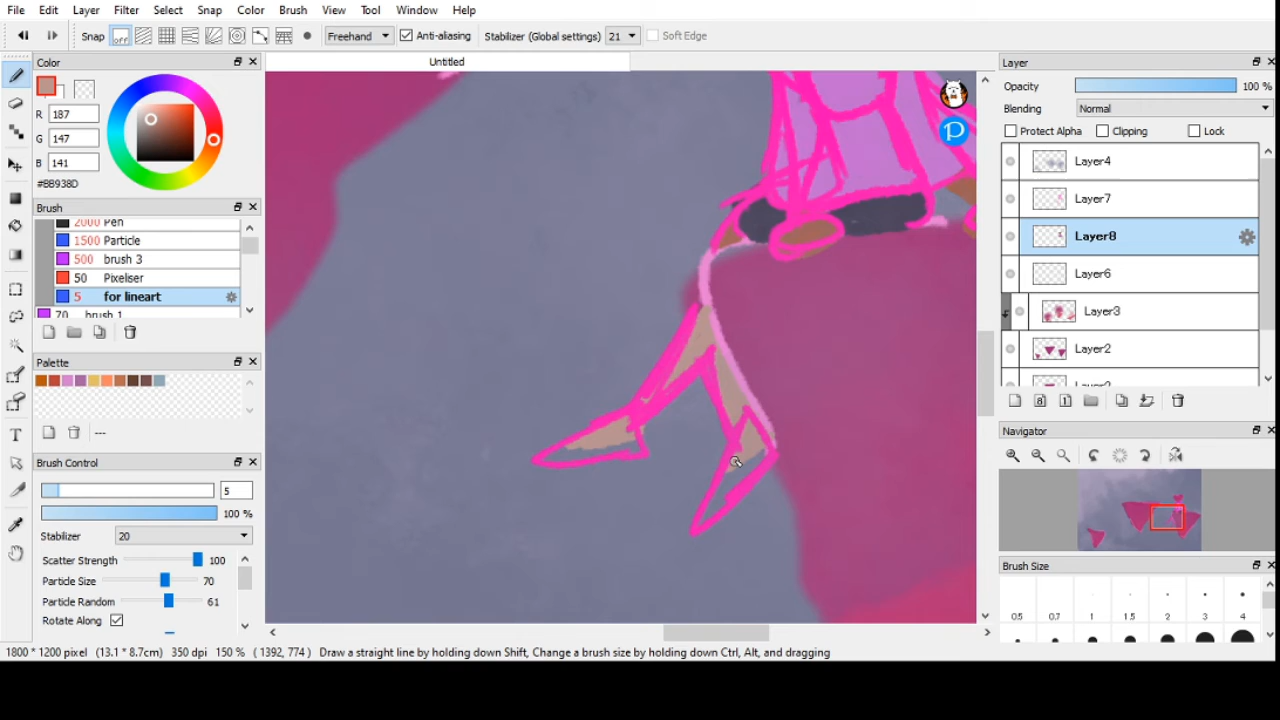 File Edit Layer Filter Select Snap Color Brush View Tool Window Help
Snap off Freehand Anti-aliasing Stabilizer (Global settings) 21 Soft Edge
Color
Untitled
Layer
R 187
G 147
B 141
#BB938D
Opacity 100 %
Blending Normal
Protect Alpha Clipping Lock
Layer4
Layer7
Layer8
Layer6
Layer3
Layer2
Brush
2000 Pen
1500 Particle
500 brush 3
50 Pixeliser
5 for lineart
70 brush 1
Palette
---
Brush Control
5
100 %
Stabilizer 20
Scatter Strength 100
Particle Size 70
Particle Random 61
Rotate Along
Navigator
Brush Size
0.5 0.7 1 1.5 2 3 4
1800 * 1200 pixel (13.1 * 8.7cm) 350 dpi 150 % ( 1392, 774 ) Draw a straight line by holding down Shift, Change a brush size by holding down Ctrl, Alt, and dragging